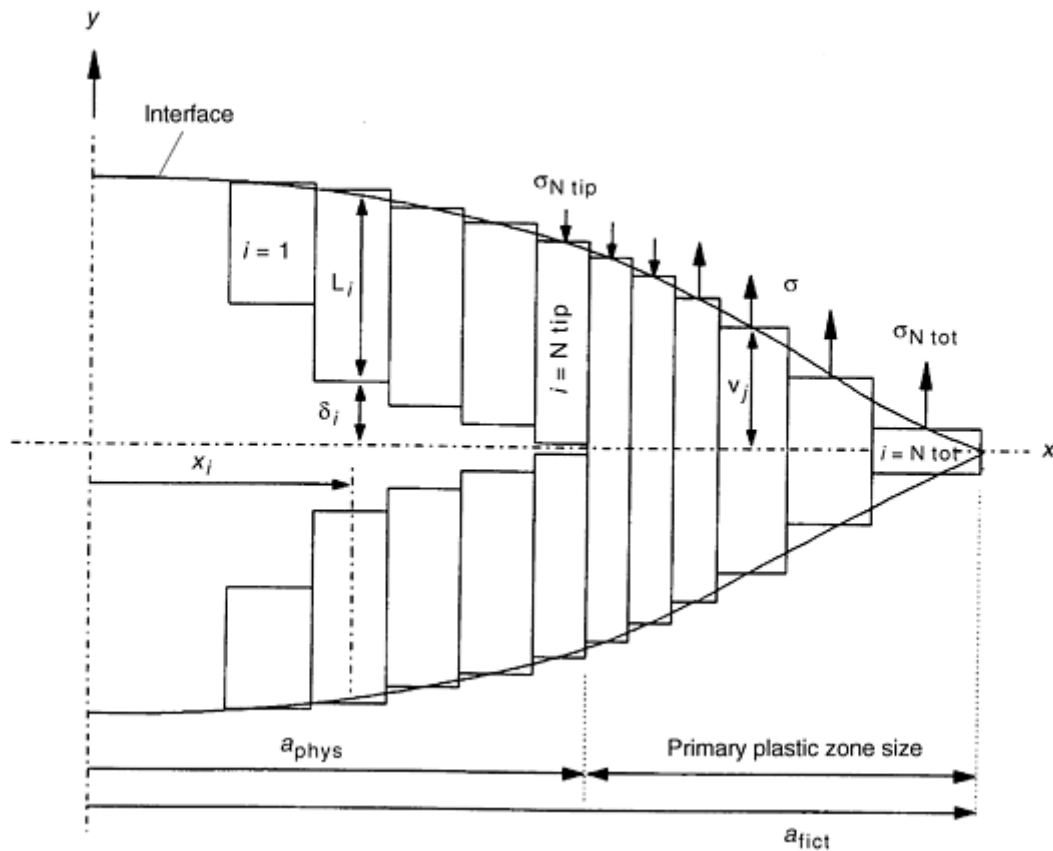 y
Interface
σN tip
i = 1
Li
σ
σN tot
i = N tip
vj
δi
i = N tot
x
xi
aphys
Primary plastic zone size
afict